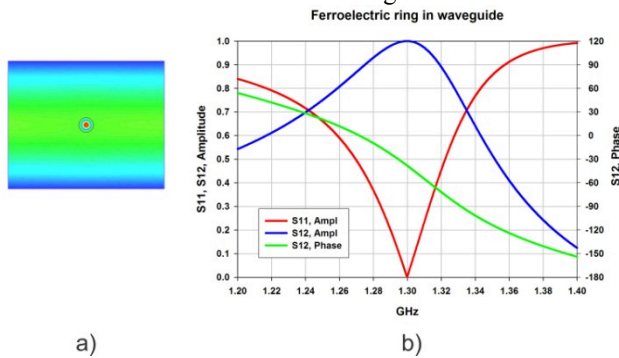 Ferroelectric ring in waveguide
S11, S12, Amplitude
1.0
0.9
0.8
0.7
0.6
0.5
0.4
0.3
0.2
0.1
0.0
S11, Ampl
S12, Ampl
S12, Phase
120
90
60
30
0
-30
-60
-90
-120
-150
-180
S12, Phase
1.20 1.22 1.24 1.26 1.28 1.30 1.32 1.34 1.36 1.38 1.40
GHz
a) b)